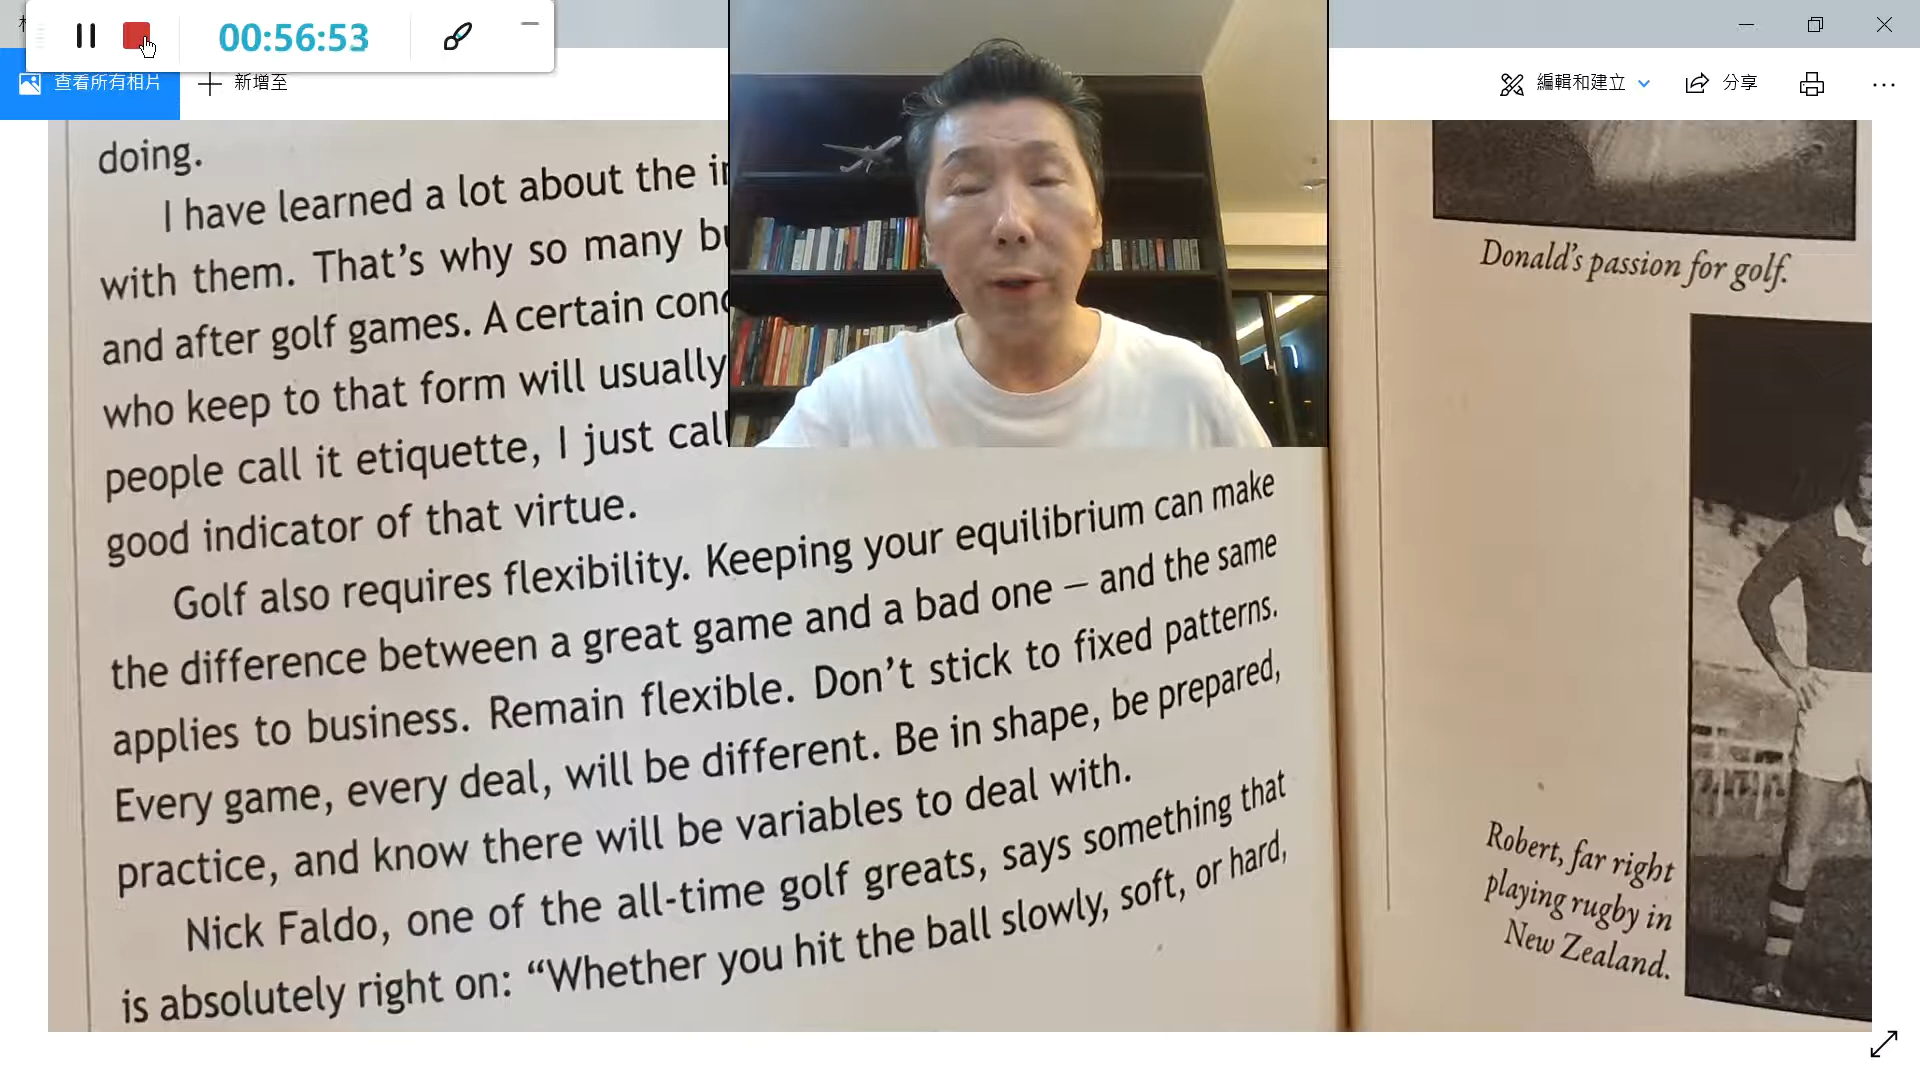 00:56:53
查看所有相片
新增至
編輯和建立
分享
doing.
I have learned a lot about the
with them. That's why so many
and after golf games. A certain
who keep to that form will usually
people call it etiquette, I just call
good indicator of that virtue.
Golf also requires flexibility. Keeping your equilibrium can make
the difference between a great game and a bad one – and the same
applies to business. Remain flexible. Don't stick to fixed patterns.
Every game, every deal, will be different. Be in shape, be prepared,
practice, and know there will be variables to deal with.
Nick Faldo, one of the all-time golf greats, says something that
is absolutely right on: “Whether you hit the ball slowly, soft, or hard,
Donald's passion for golf.
Robert, far right
playing rugby in
New Zealand.